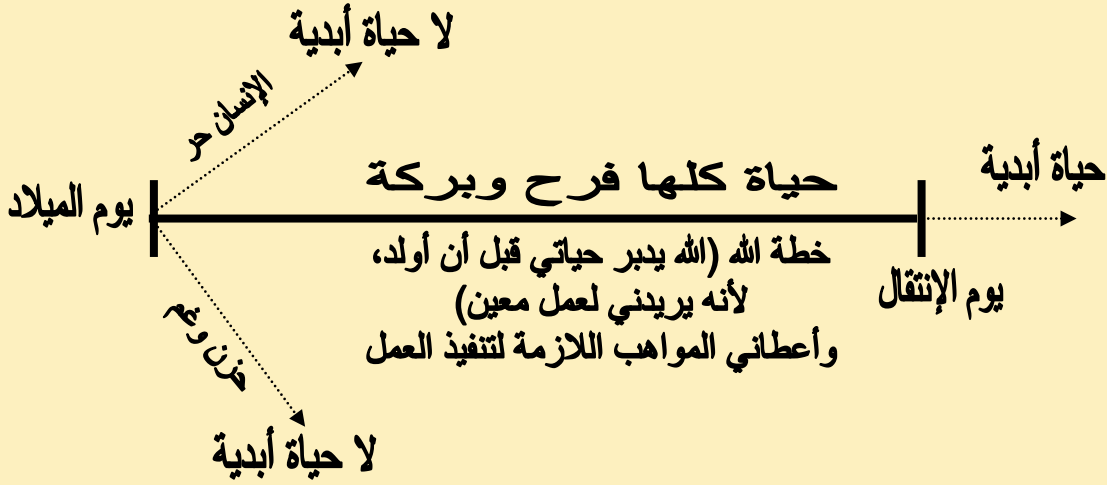 لا حياة أبدية
الإنسان حر
حياة أبدية
حياة كلها فرح وبركة
يوم الميلاد
خطة الله (الله يدبر حياتي قبل أن أولد،
لأنه يريدني لعمل معين)
وأعطاني المواهب اللازمة لتنفيذ العمل
يوم الإنتقال
حزن وغم
لا حياة أبدية